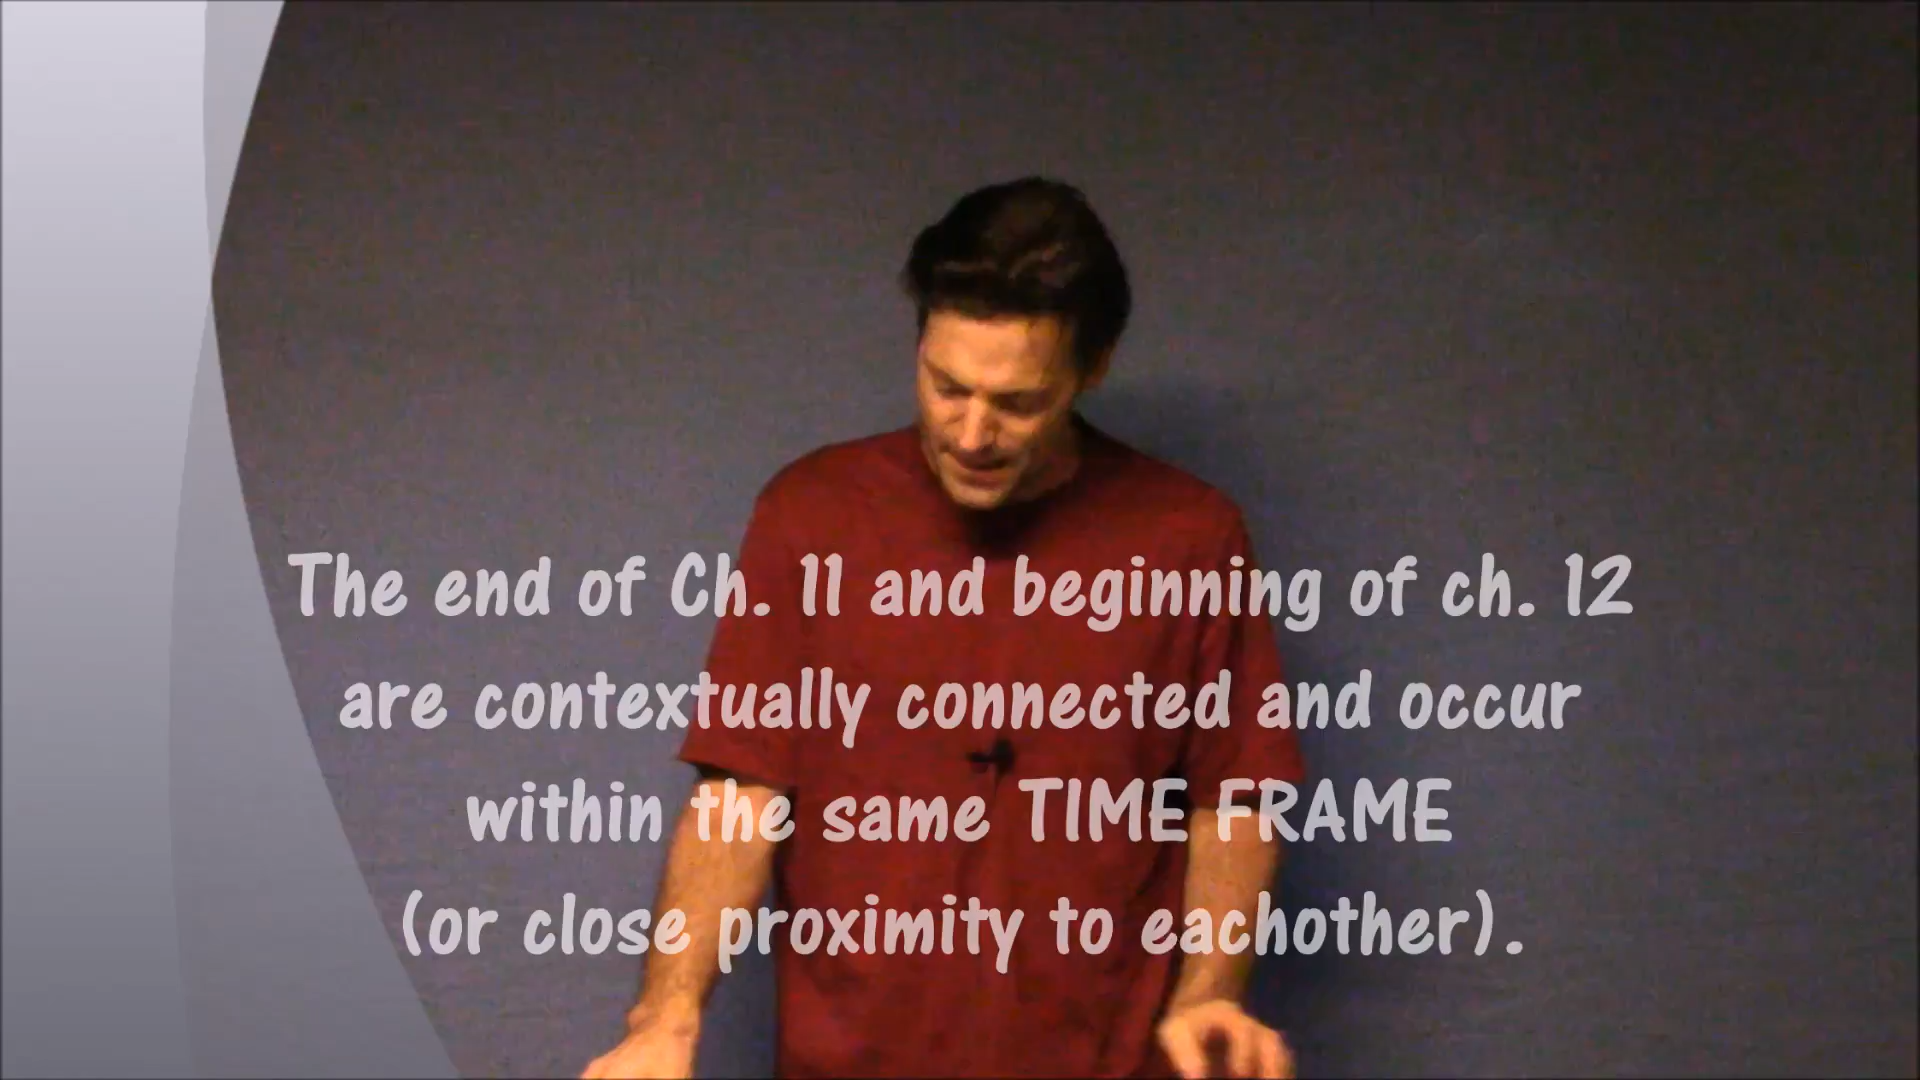 The end of Ch. 11 and beginning of ch. 12
are contextually connected and occur
within the same TIME FRAME
(or close proximity to eachother).